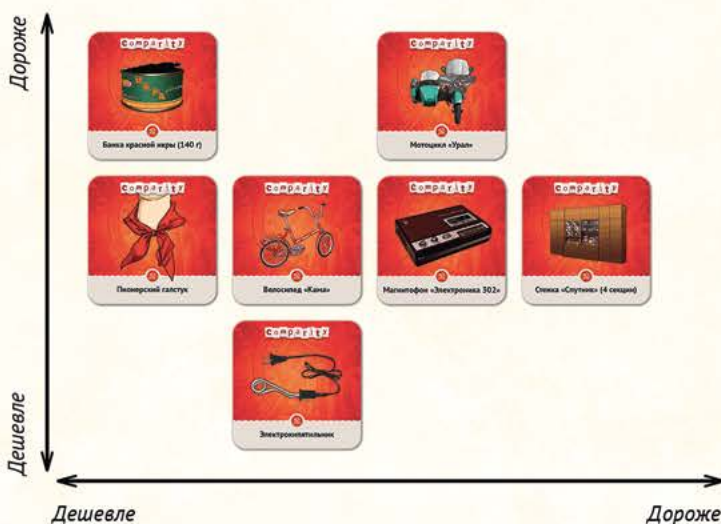 Дороже
Comparity
Банка красной икры (140 г)
Comparity
Мотоцикл «Урал»
Comparity
Пионерский галстук
Comparity
Велосипед «Кама»
Comparity
Магнитофон «Электроника 302»
Comparity
Стенка «Спутник» (4 секции)
Comparity
Электрокипятильник
Дешевле
Дешевле
Дороже